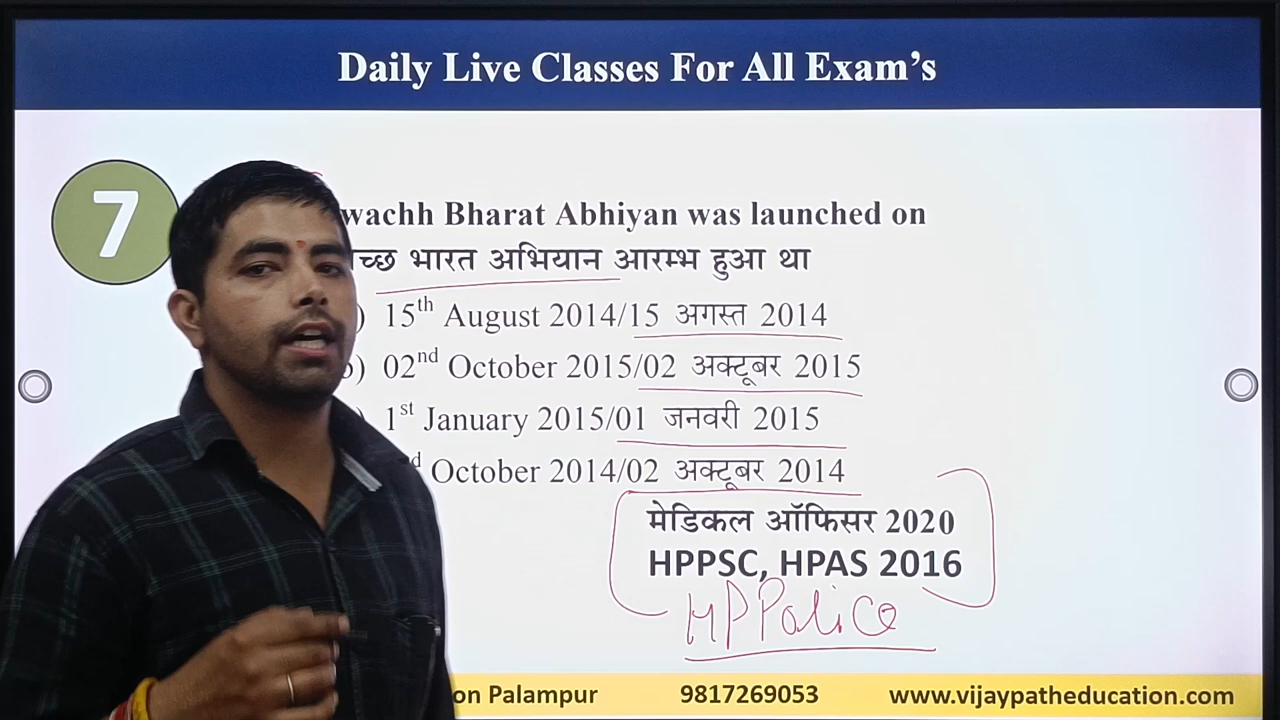 Daily Live Classes For All Exam's
7
wachh Bharat Abhiyan was launched on
च्छ भारत अभियान आरम्भ हुआ था
) 15th August 2014/15 अगस्त 2014
) 02nd October 2015/02 अक्टूबर 2015
) 1st January 2015/01 जनवरी 2015
d October 2014/02 अक्टूबर 2014
मेडिकल ऑफिसर 2020
HPPSC, HPAS 2016
HP Police
on Palampur 9817269053 www.vijaypatheducation.com